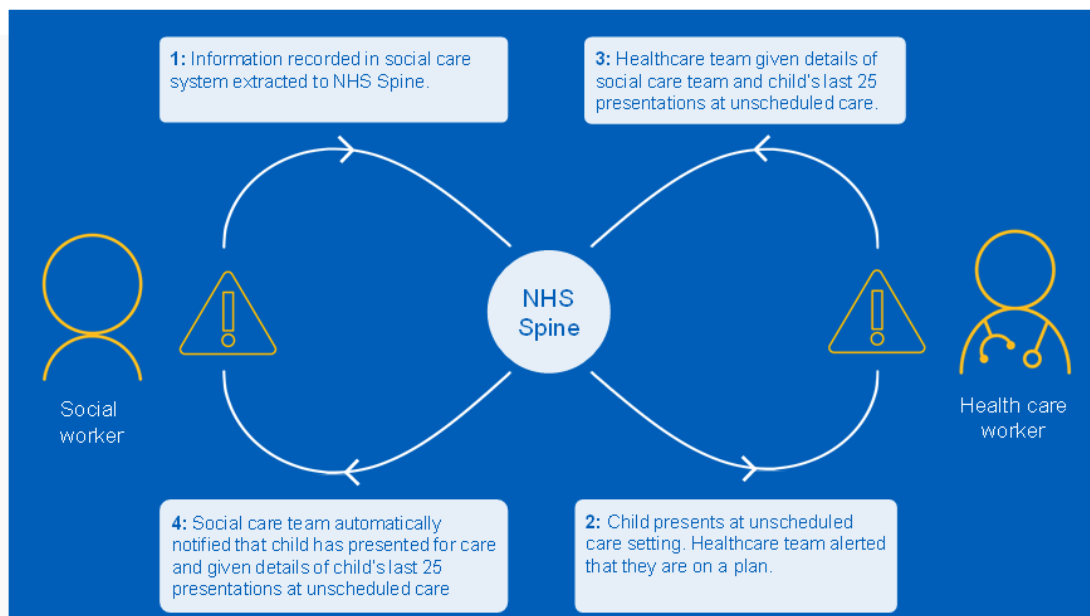 1: Information recorded in social care
system extracted to NHS Spine.
3: Healthcare team given details of
social care team and child's last 25
presentations at unscheduled care.
NHS
Spine
Social
worker
Health care
worker
4: Social care team automatically
notified that child has presented for care
and given details of child's last 25
presentations at unscheduled care
2: Child presents at unscheduled
care setting. Healthcare team alerted
that they are on a plan.